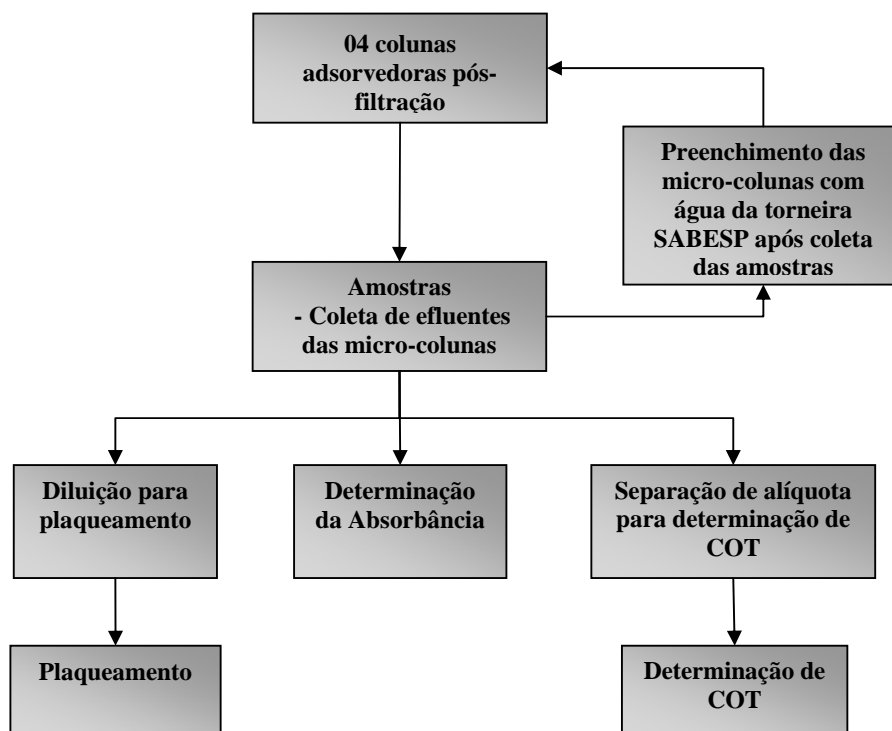 04 colunas
adsorvedoras pós-
filtração
Preenchimento das
micro-colunas com
água da torneira
SABESP após coleta
das amostras
Amostras
- Coleta de efluentes
das micro-colunas
Diluição para
plaqueamento
Determinação
da Absorbância
Separação de alíquota
para determinação de
COT
Plaqueamento
Determinação de
COT